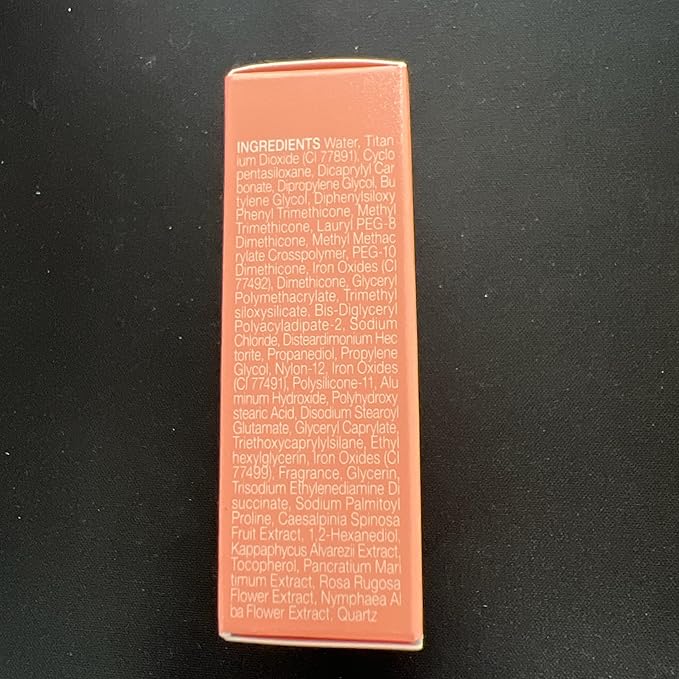 INGREDIENTS Water, Titan
ium Dioxide (CI 77891), Cyclo
pentasiloxane, Dicaprylyl Car
bonate, Dipropylene Glycol, Bu
tylene Glycol, Diphenylsiloxy
Phenyl Trimethicone, Methyl
Trimethicone, Lauryl PEG-8
Dimethicone, Methyl Methac
rylate Crosspolymer, PEG-10
Dimethicone, Iron Oxides (CI
77492), Dimethicone, Glyceryl
Polymethacrylate, Trimethyl
siloxysilicate, Bis-Diglyceryl
Polyacyladipate-2, Sodium
Chloride, Disteardimonium Hec
torite, Propanediol, Propylene
Glycol, Nylon-12, Iron Oxides
(CI 77491), Polysilicone-11, Alu
minum Hydroxide, Polyhydroxy
stearic Acid, Disodium Stearoyl
Glutamate, Glyceryl Caprylate,
Triethoxycaprylylsilane, Ethyl
hexylglycerin, Iron Oxides (CI
77499), Fragrance, Glycerin,
Trisodium Ethylenediamine Di
succinate, Sodium Palmitoyl
Proline, Caesalpinia Spinosa
Fruit Extract, 1,2-Hexanediol,
Kappaphycus Alvarezii Extract,
Tocopherol, Pancratium Mari
timum Extract, Rosa Rugosa
Flower Extract, Nymphaea Al
ba Flower Extract, Quartz